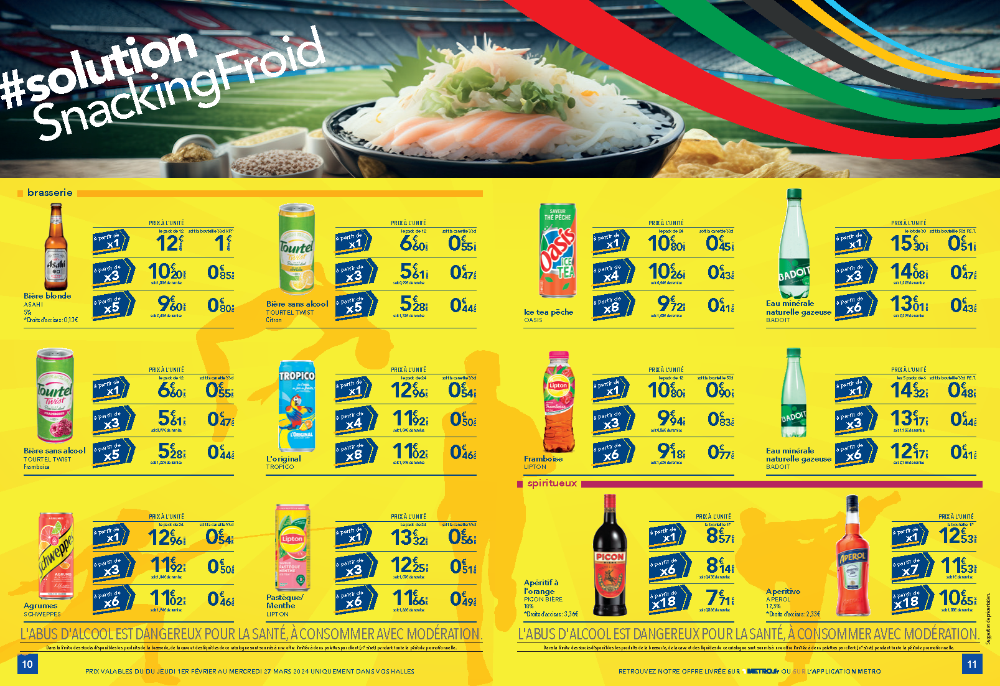 #solution
SnackingFroid
brasserie
PRIX À L'UNITÉ
le pack de 12 soit la bouteille 33cl V.P.*
à partir de x1 12€ 1€
à partir de x3 10€20 0€85
soit 1,80€ de remise
à partir de x5 9€60 0€80
soit 2,40€ de remise
Bière blonde
ASAHI
5%
*Droits d'accises : 0,13€
PRIX À L'UNITÉ
le pack de 12 soit la canette 33cl
à partir de x1 6€60 0€55
à partir de x3 5€61 0€47
soit 0,99€ de remise
à partir de x5 5€28 0€44
soit 1,32€ de remise
Bière sans alcool
TOURTEL TWIST
Citron
PRIX À L'UNITÉ
le pack de 24 soit la canette 33cl
à partir de x1 10€80 0€45
à partir de x4 10€26 0€43
soit 0,54€ de remise
à partir de x8 9€72 0€41
soit 1,08€ de remise
Ice tea pêche
OASIS
PRIX À L'UNITÉ
le lot de 30 soit la bouteille 50cl P.E.T.
à partir de x1 15€30 0€51
à partir de x3 14€08 0€47
soit 1,22€ de remise
à partir de x6 13€01 0€43
soit 2,29€ de remise
Eau minérale
naturelle gazeuse
BADOIT
PRIX À L'UNITÉ
le pack de 12 soit la canette 33cl
à partir de x1 6€60 0€55
à partir de x3 5€61 0€47
soit 0,99€ de remise
à partir de x5 5€28 0€44
soit 1,32€ de remise
Bière sans alcool
TOURTEL TWIST
Framboise
PRIX À L'UNITÉ
le pack de 24 soit la canette 33cl
à partir de x1 12€96 0€54
à partir de x4 11€92 0€50
soit 1,04€ de remise
à partir de x8 11€02 0€46
soit 1,94€ de remise
L'original
TROPICO
PRIX À L'UNITÉ
le pack de 12 soit la bouteille 50cl
à partir de x1 10€80 0€90
à partir de x3 9€94 0€83
soit 0,86€ de remise
à partir de x6 9€18 0€77
soit 1,62€ de remise
Framboise
LIPTON
PRIX À L'UNITÉ
les 5 packs de 6 soit la bouteille 33cl P.E.T.
à partir de x1 14€32 0€48
à partir de x3 13€17 0€44
soit 1,15€ de remise
à partir de x6 12€17 0€41
soit 2,15€ de remise
Eau minérale
naturelle gazeuse
BADOIT
PRIX À L'UNITÉ
le pack de 24 soit la canette 33cl
à partir de x1 12€96 0€54
à partir de x3 11€92 0€50
soit 1,04€ de remise
à partir de x6 11€02 0€46
soit 1,94€ de remise
Agrumes
SCHWEPPES
PRIX À L'UNITÉ
Le pack de 24 soit la canette 33cl
à partir de x1 13€32 0€56
à partir de x3 12€25 0€51
soit 1,07€ de remise
à partir de x6 11€66 0€49
soit 1,66€ de remise
Pastèque/
Menthe
LIPTON
spiritueux
PRIX À L'UNITÉ
la bouteille 1l*
à partir de x1 8€57
à partir de x6 8€14
soit 0,43€ de remise
à partir de x18 7€71
soit 0,86€ de remise
Apéritif à
l'orange
PICON BIÈRE
18%
*Droits d'accises : 3,36€
PRIX À L'UNITÉ
la bouteille 1l*
à partir de x1 12€53
à partir de x7 11€53
soit 1€ de remise
à partir de x18 10€65
soit 1,88€ de remise
Aperitivo
APEROL
12,5%
*Droits d'accises : 2,33€
Suggestion de présentation.
L'ABUS D'ALCOOL EST DANGEREUX POUR LA SANTÉ, À CONSOMMER AVEC MODÉRATION.
L'ABUS D'ALCOOL EST DANGEREUX POUR LA SANTÉ, À CONSOMMER AVEC MODÉRATION.
Dans la limite des stocks disponibles les produits de la brasserie, de la cave et des liquides de ce catalogue sont soumis à une offre limitée à deux palettes par client (n° siret) pendant toute la période promotionnelle.
Dans la limite des stocks disponibles les produits de la brasserie, de la cave et des liquides de ce catalogue sont soumis à une offre limitée à deux palettes par client (n° siret) pendant toute la période promotionnelle.
10
PRIX VALABLES DU DU JEUDI 1ER FÉVRIER AU MERCREDI 27 MARS 2024 UNIQUEMENT DANS VOS HALLES
RETROUVEZ NOTRE OFFRE LIVRÉE SUR METRO.fr OU SUR L'APPLICATION METRO
11